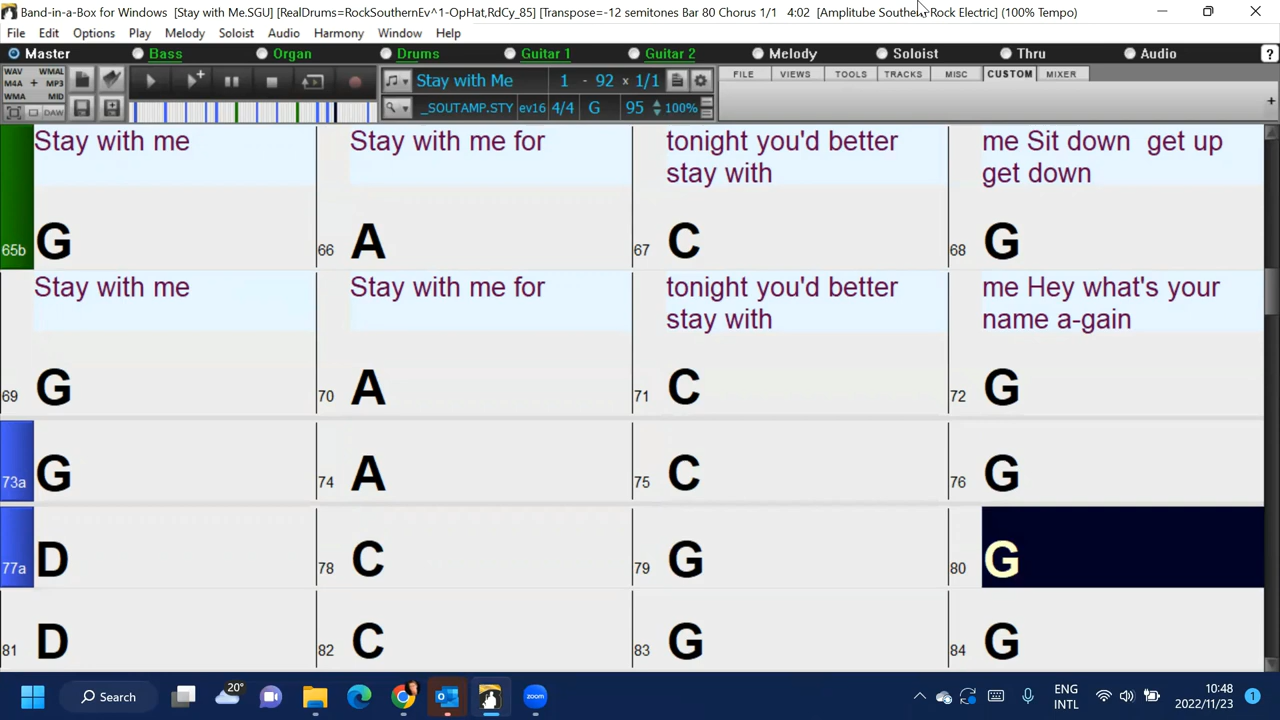 Band-in-a-Box for Windows [Stay with Me.SGU] [RealDrums=RockSouthernEv^1-OpHat,RdCy_85] [Transpose=-12 semitones Bar 80 Chorus 1/1 4:02 [Amplitube Southern Rock Electric] (100% Tempo)
File Edit Options Play Melody Soloist Audio Harmony Window Help
Master Bass Organ Drums Guitar 1 Guitar 2 Melody Soloist Thru Audio ?
WAV WMAL
M4A + MP3
WMA MID
DAW
Stay with Me 1 - 92 x 1/1
_SOUTAMP.STY ev16 4/4 G 95 100%
FILE VIEWS TOOLS TRACKS MISC CUSTOM MIXER
+
Stay with me Stay with me for tonight you'd better me Sit down get up
stay with get down
65b G 66 A 67 C 68 G
Stay with me Stay with me for tonight you'd better me Hey what's your
stay with name a-gain
69 G 70 A 71 C 72 G
73a G 74 A 75 C 76 G
77a D 78 C 79 G 80 G
81 D 82 C 83 G 84 G
Search 20° zoom ENG 10:48
INTL 2022/11/23 1